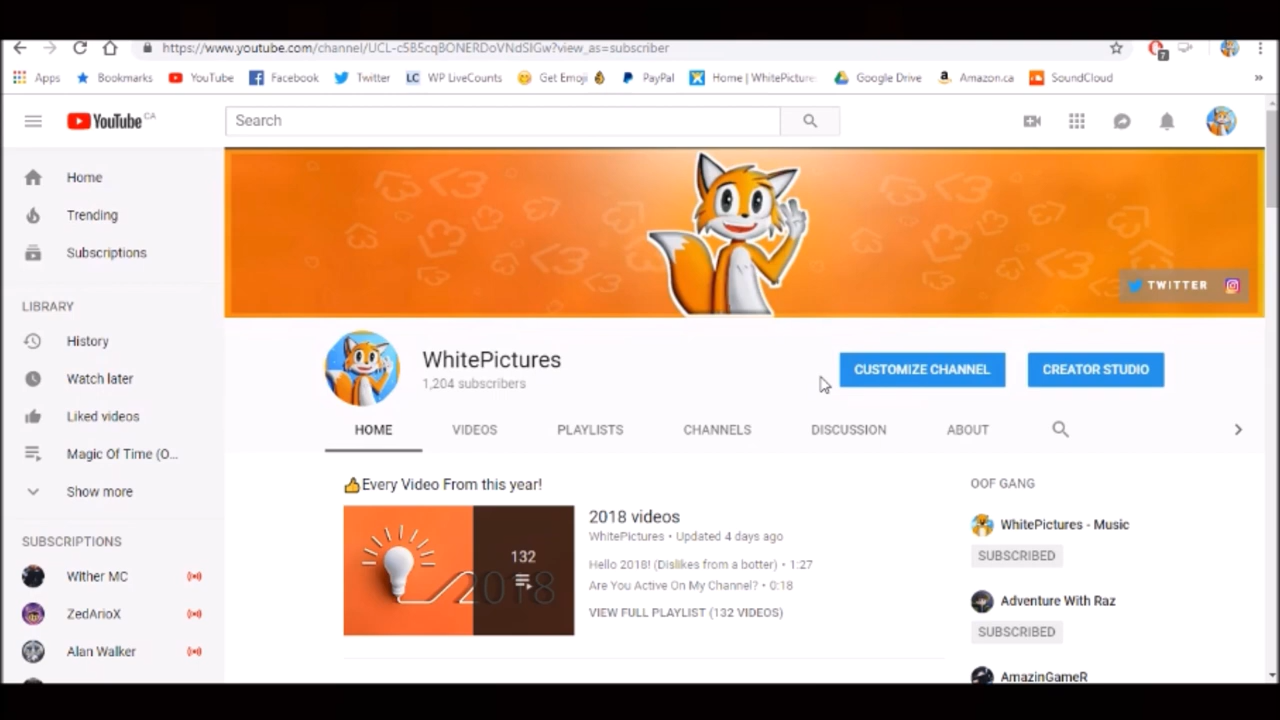 https://www.youtube.com/channel/UCL-c5B5cqBONERDoVNdSIGw?view_as=subscriber
7
Apps Bookmarks YouTube Facebook Twitter LC WP LiveCounts Get Emoji PayPal Home | WhitePicture Google Drive Amazon.ca SoundCloud »
YouTube CA
Search
Home
Trending
Subscriptions
LIBRARY
History
Watch later
Liked videos
Magic Of Time (O...
Show more
SUBSCRIPTIONS
Wither MC
ZedArioX
Alan Walker
<3 <3 <3 <3
TWITTER
WhitePictures
1,204 subscribers
CUSTOMIZE CHANNEL
CREATOR STUDIO
HOME VIDEOS PLAYLISTS CHANNELS DISCUSSION ABOUT
👍Every Video From this year!
132
2018
2018 videos
WhitePictures • Updated 4 days ago
Hello 2018! (Dislikes from a botter) • 1:27
Are You Active On My Channel? • 0:18
VIEW FULL PLAYLIST (132 VIDEOS)
OOF GANG
WhitePictures - Music
SUBSCRIBED
Adventure With Raz
SUBSCRIBED
AmazinGameR